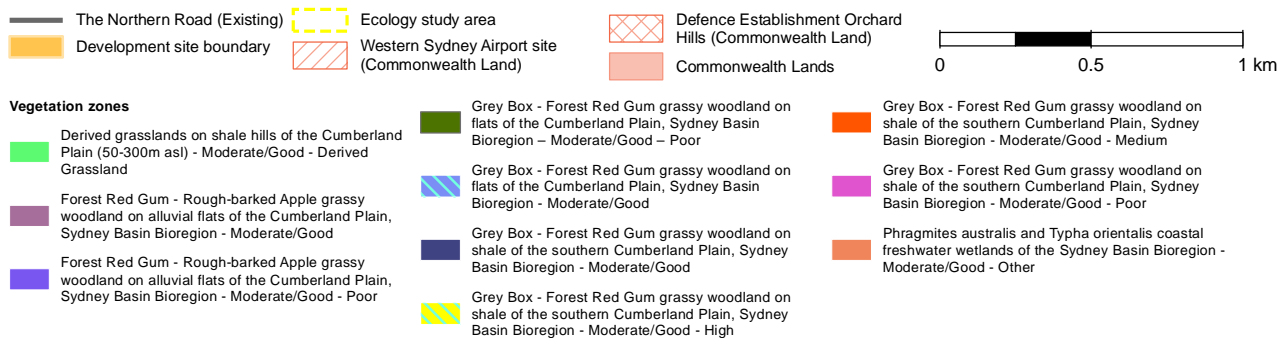 The Northern Road (Existing)
Development site boundary
Ecology study area
Western Sydney Airport site
(Commonwealth Land)
Defence Establishment Orchard
Hills (Commonwealth Land)
Commonwealth Lands
0 0.5 1 km
Vegetation zones
Derived grasslands on shale hills of the Cumberland
Plain (50-300m asl) - Moderate/Good - Derived
Grassland
Forest Red Gum - Rough-barked Apple grassy
woodland on alluvial flats of the Cumberland Plain,
Sydney Basin Bioregion - Moderate/Good
Forest Red Gum - Rough-barked Apple grassy
woodland on alluvial flats of the Cumberland Plain,
Sydney Basin Bioregion - Moderate/Good - Poor
Grey Box - Forest Red Gum grassy woodland on
flats of the Cumberland Plain, Sydney Basin
Bioregion – Moderate/Good – Poor
Grey Box - Forest Red Gum grassy woodland on
flats of the Cumberland Plain, Sydney Basin
Bioregion - Moderate/Good
Grey Box - Forest Red Gum grassy woodland on
shale of the southern Cumberland Plain, Sydney
Basin Bioregion - Moderate/Good
Grey Box - Forest Red Gum grassy woodland on
shale of the southern Cumberland Plain, Sydney
Basin Bioregion - Moderate/Good - High
Grey Box - Forest Red Gum grassy woodland on
shale of the southern Cumberland Plain, Sydney
Basin Bioregion - Moderate/Good - Medium
Grey Box - Forest Red Gum grassy woodland on
shale of the southern Cumberland Plain, Sydney
Basin Bioregion - Moderate/Good - Poor
Phragmites australis and Typha orientalis coastal
freshwater wetlands of the Sydney Basin Bioregion -
Moderate/Good - Other